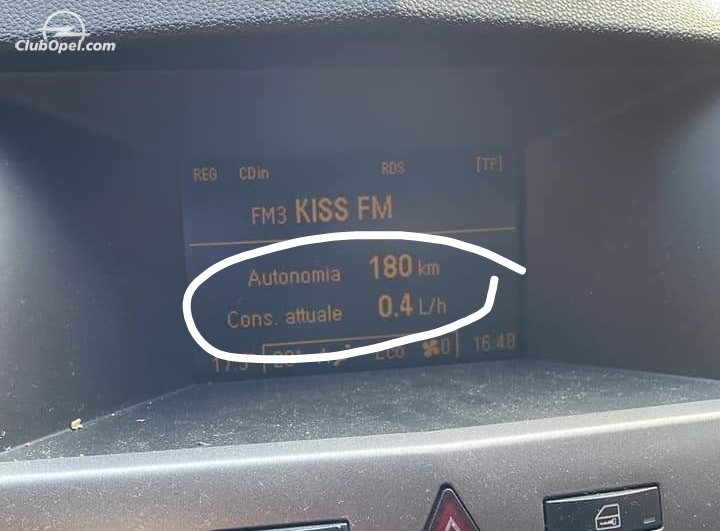 ClubOpel.com
REG CDin RDS [TP]
FM3 KISS FM
Autonomia 180 km
Cons. attuale 0.4 L/h
Eco 0 16:48